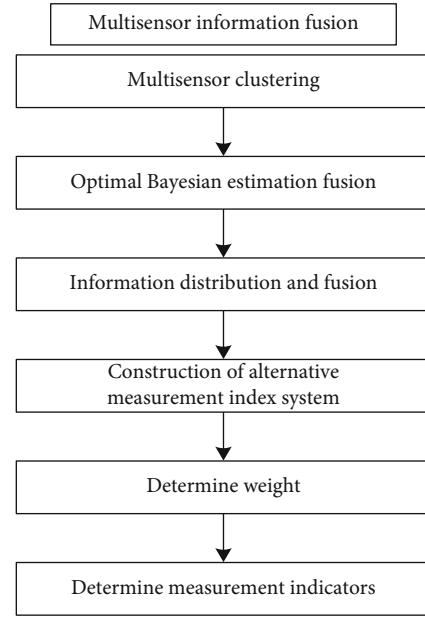 Multisensor information fusion
Multisensor clustering
Optimal Bayesian estimation fusion
Information distribution and fusion
Construction of alternative
measurement index system
Determine weight
Determine measurement indicators